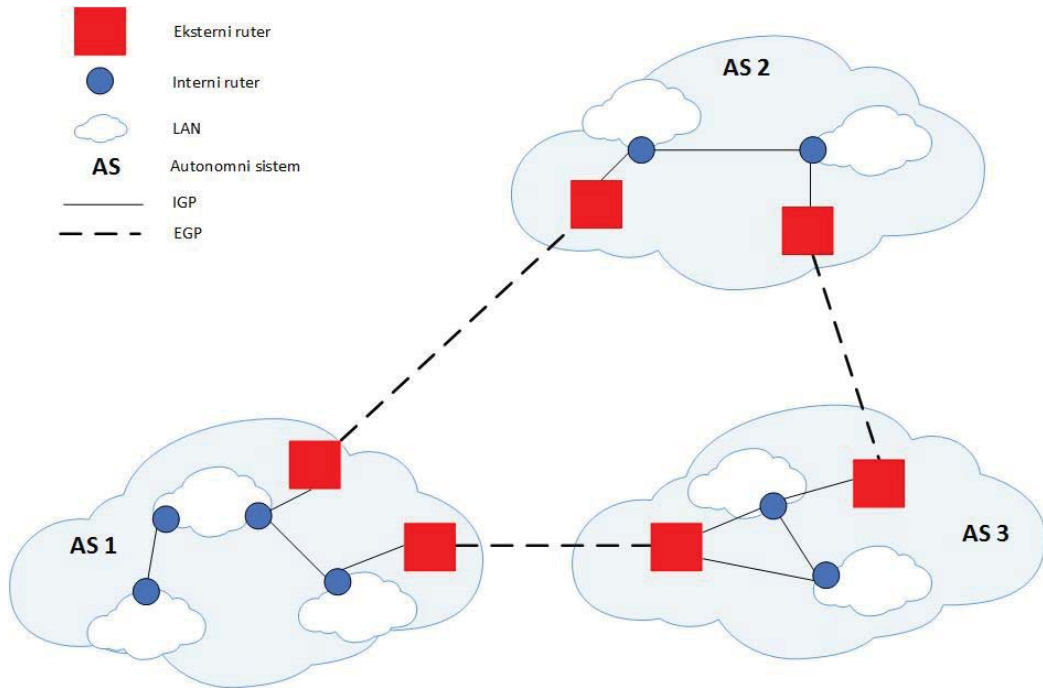 Eksterni ruter
Interni ruter
LAN
AS Autonomni sistem
IGP
EGP
AS 2
AS 1
AS 3